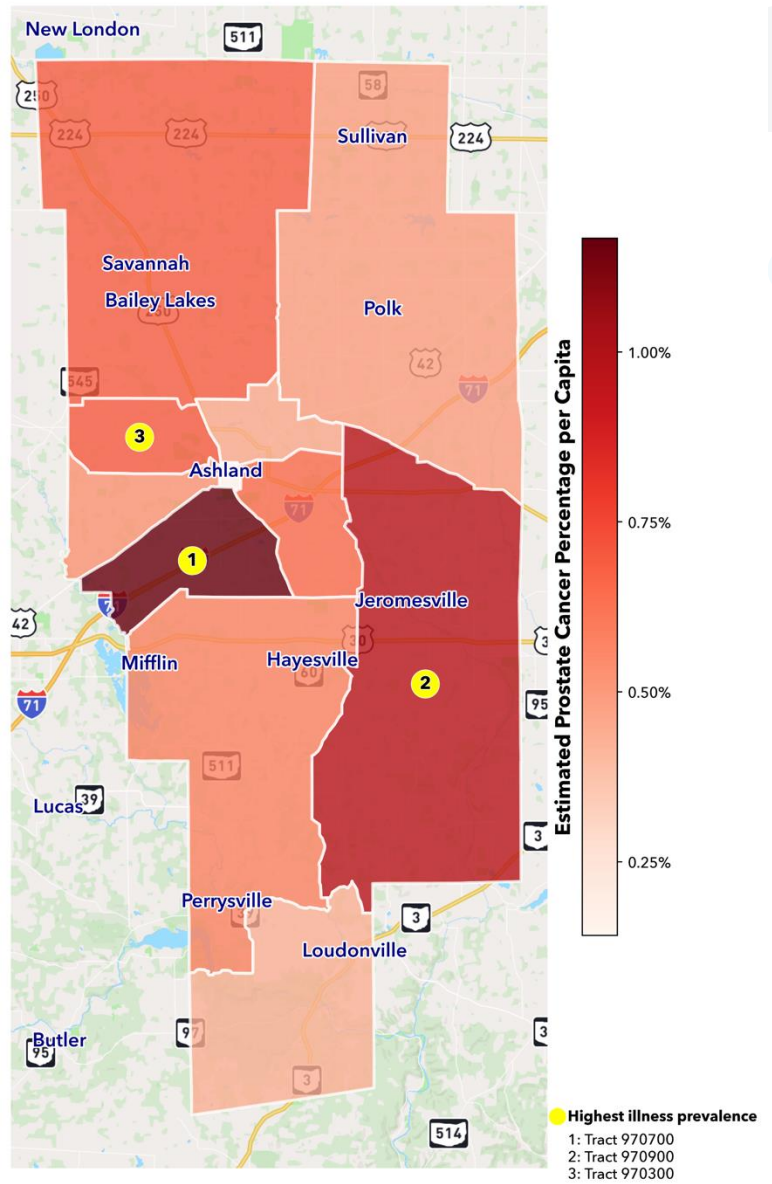 New London
511
250
58
224
224
Sullivan
224
Savannah
Bailey Lakes
250
Polk
42
545
71
3
Ashland
71
1
71
42
Jeromesville
30
Mifflin
Hayesville
60
2
71
95
511
39
Lucas
3
Perrysville
39
3
Loudonville
97
Butler
95
3
3
514
Estimated Prostate Cancer Percentage per Capita
1.00%
0.75%
0.50%
0.25%
Highest illness prevalence
1: Tract 970700
2: Tract 970900
3: Tract 970300